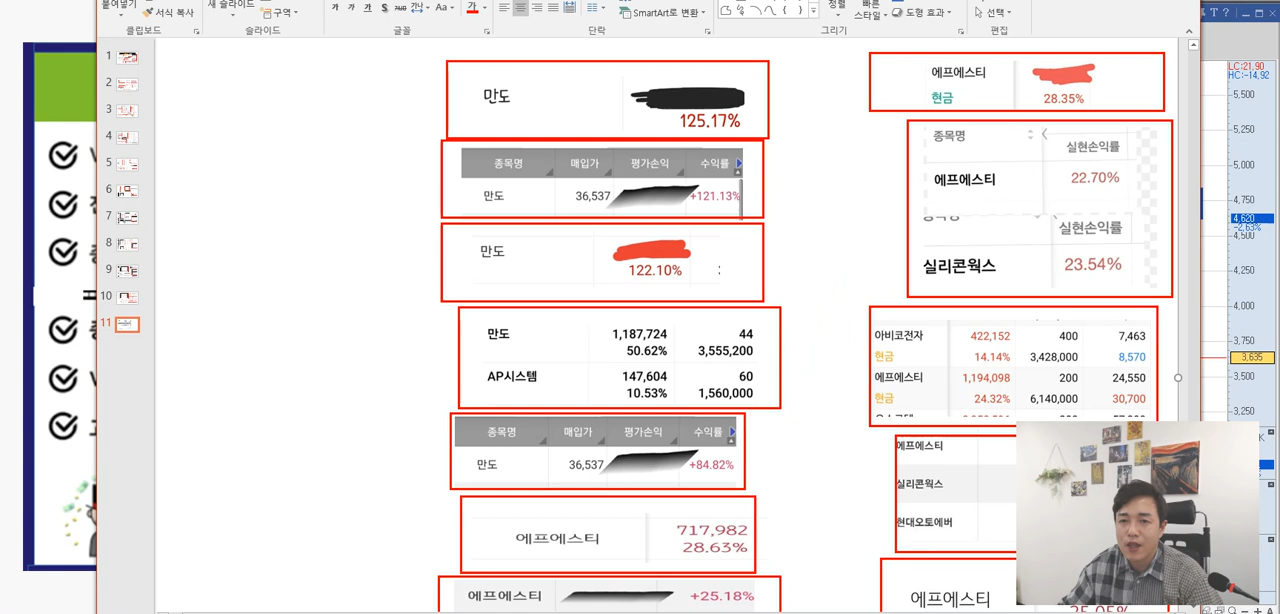 붙여넣기
서식 복사
새 슬라이드
구역
클립보드
슬라이드
글꼴
단락
SmartArt로 변환
정렬
빠른
스타일
도형 효과
선택
그리기
편집
1
2
3
4
5
6
7
8
9
10
11
만도
125.17%
종목명 매입가 평가손익 수익률
만도 36,537 +121.13%
만도
122.10%
만도 1,187,724 44
50.62% 3,555,200
AP시스템 147,604 60
10.53% 1,560,000
종목명 매입가 평가손익 수익률
만도 36,537 +84.82%
에프에스티 717,982
28.63%
에프에스티 +25.18%
에프에스티
현금 28.35%
종목명 실현손익률
에프에스티 22.70%
실현손익률
실리콘웍스 23.54%
아비코전자 422,152 400 7,463
현금 14.14% 3,428,000 8,570
에프에스티 1,194,098 200 24,550
현금 24.32% 6,140,000 30,700
에프에스티
실리콘웍스
현대오토에버
에프에스티
25.05%
LC:21.90
HC:-14.92
5,500
5,250
5,000
4,750
4,620
-2.63%
4,500
4,250
4,000
3,750
3,635
3,500
3,250